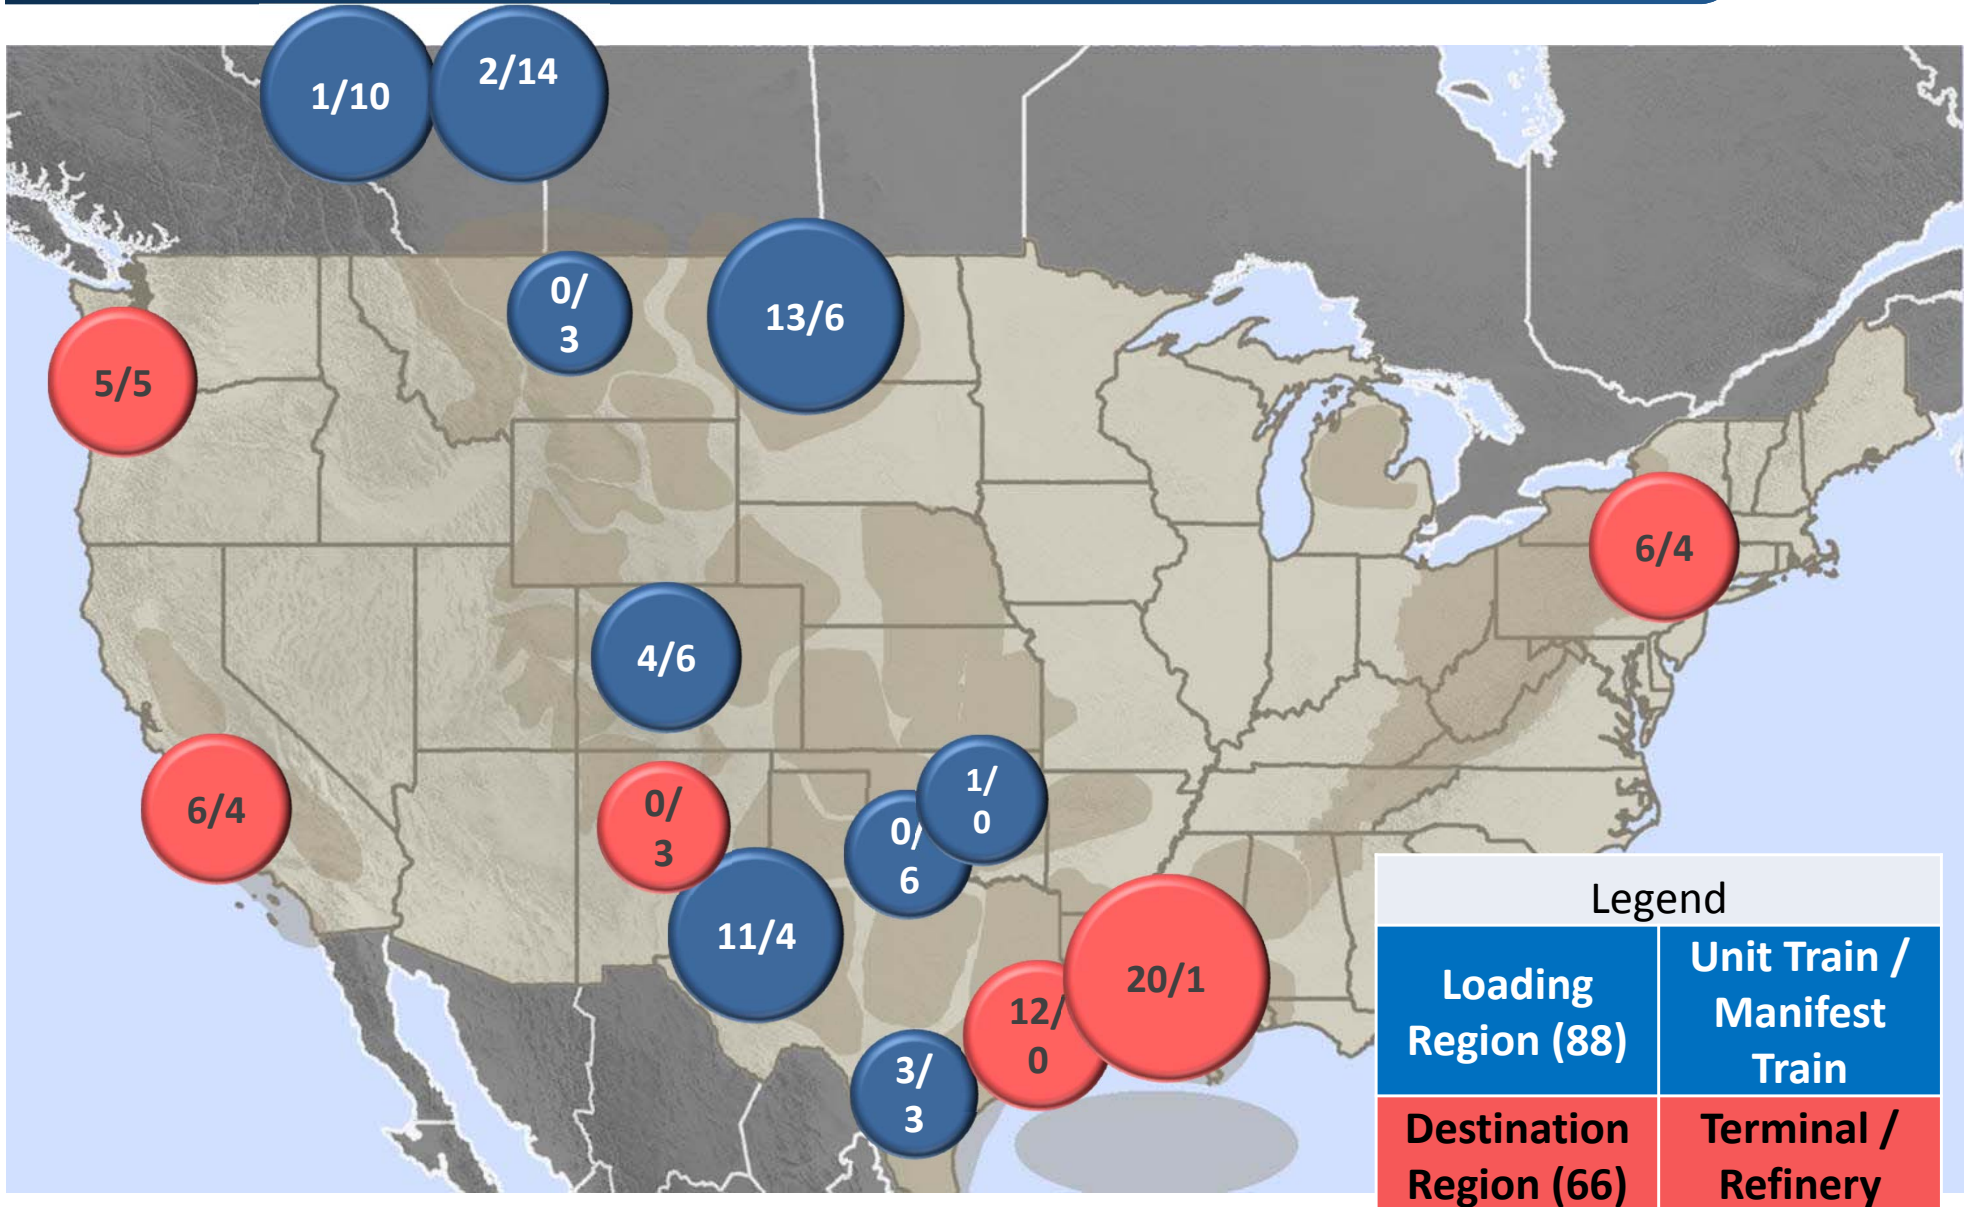 1/10
2/14
0/
3
13/6
5/5
6/4
4/6
6/4
0/
3
1/
0
0/
6
11/4
20/1
12/
0
3/
3
Legend
Loading
Region (88)
Unit Train /
Manifest
Train
Destination
Region (66)
Terminal /
Refinery